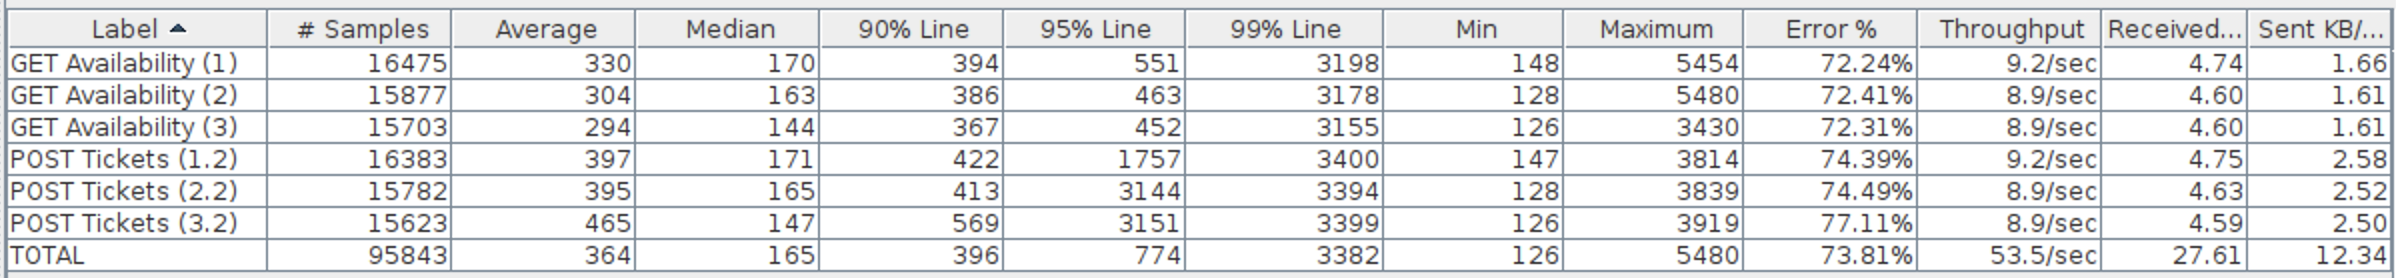 Label # Samples Average Median 90% Line 95% Line 99% Line Min Maximum Error % Throughput Received... Sent KB/...
GET Availability (1) 16475 330 170 394 551 3198 148 5454 72.24% 9.2/sec 4.74 1.66
GET Availability (2) 15877 304 163 386 463 3178 128 5480 72.41% 8.9/sec 4.60 1.61
GET Availability (3) 15703 294 144 367 452 3155 126 3430 72.31% 8.9/sec 4.60 1.61
POST Tickets (1.2) 16383 397 171 422 1757 3400 147 3814 74.39% 9.2/sec 4.75 2.58
POST Tickets (2.2) 15782 395 165 413 3144 3394 128 3839 74.49% 8.9/sec 4.63 2.52
POST Tickets (3.2) 15623 465 147 569 3151 3399 126 3919 77.11% 8.9/sec 4.59 2.50
TOTAL 95843 364 165 396 774 3382 126 5480 73.81% 53.5/sec 27.61 12.34